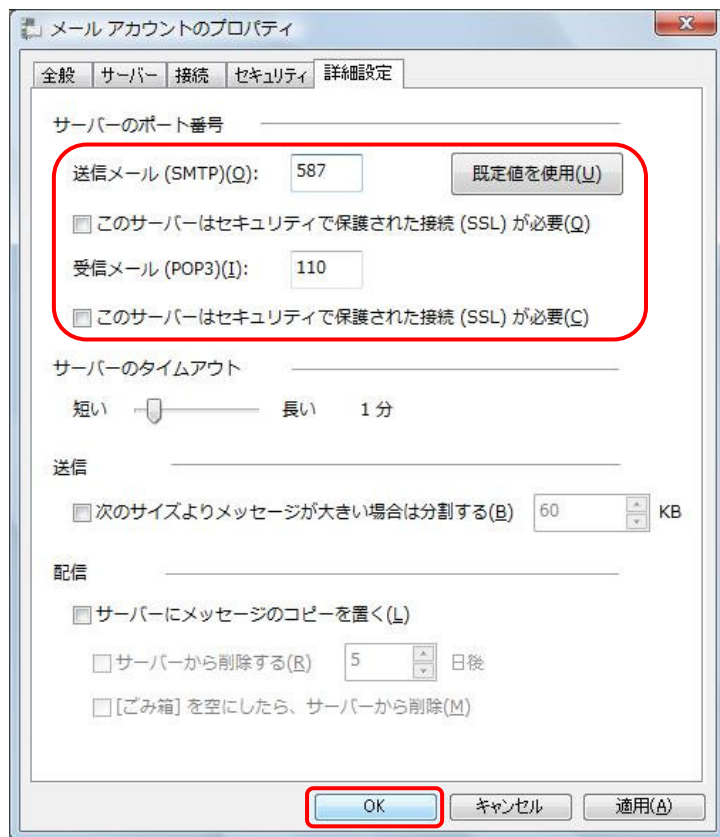 メール アカウントのプロパティ
全般 サーバー 接続 セキュリティ 詳細設定
サーバーのポート番号
送信メール (SMTP)(O): 587 既定値を使用(U)
このサーバーはセキュリティで保護された接続 (SSL) が必要(Q)
受信メール (POP3)(I): 110
このサーバーはセキュリティで保護された接続 (SSL) が必要(C)
サーバーのタイムアウト
短い 長い 1 分
送信
次のサイズよりメッセージが大きい場合は分割する(B) 60 KB
配信
サーバーにメッセージのコピーを置く(L)
サーバーから削除する(R) 5 日後
[ごみ箱] を空にしたら、サーバーから削除(M)
OK キャンセル 適用(A)